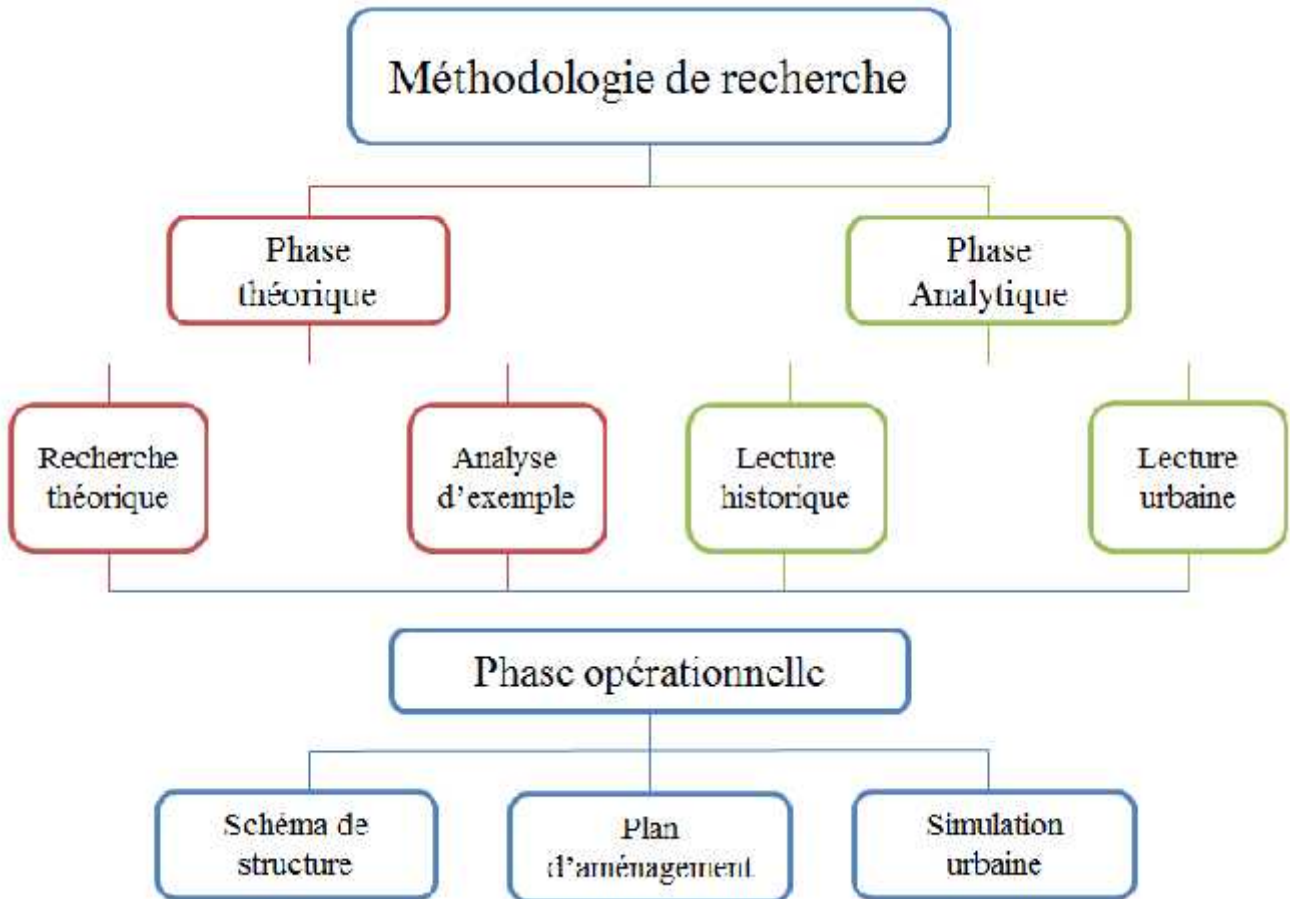 Méthodologie de recherche
Phase
théorique
Phase
Analytique
Recherche
théorique
Analyse
d'exemple
Lecture
historique
Lecture
urbaine
Phase opérationnelle
Schéma de
structure
Plan
d'aménagement
Simulation
urbaine